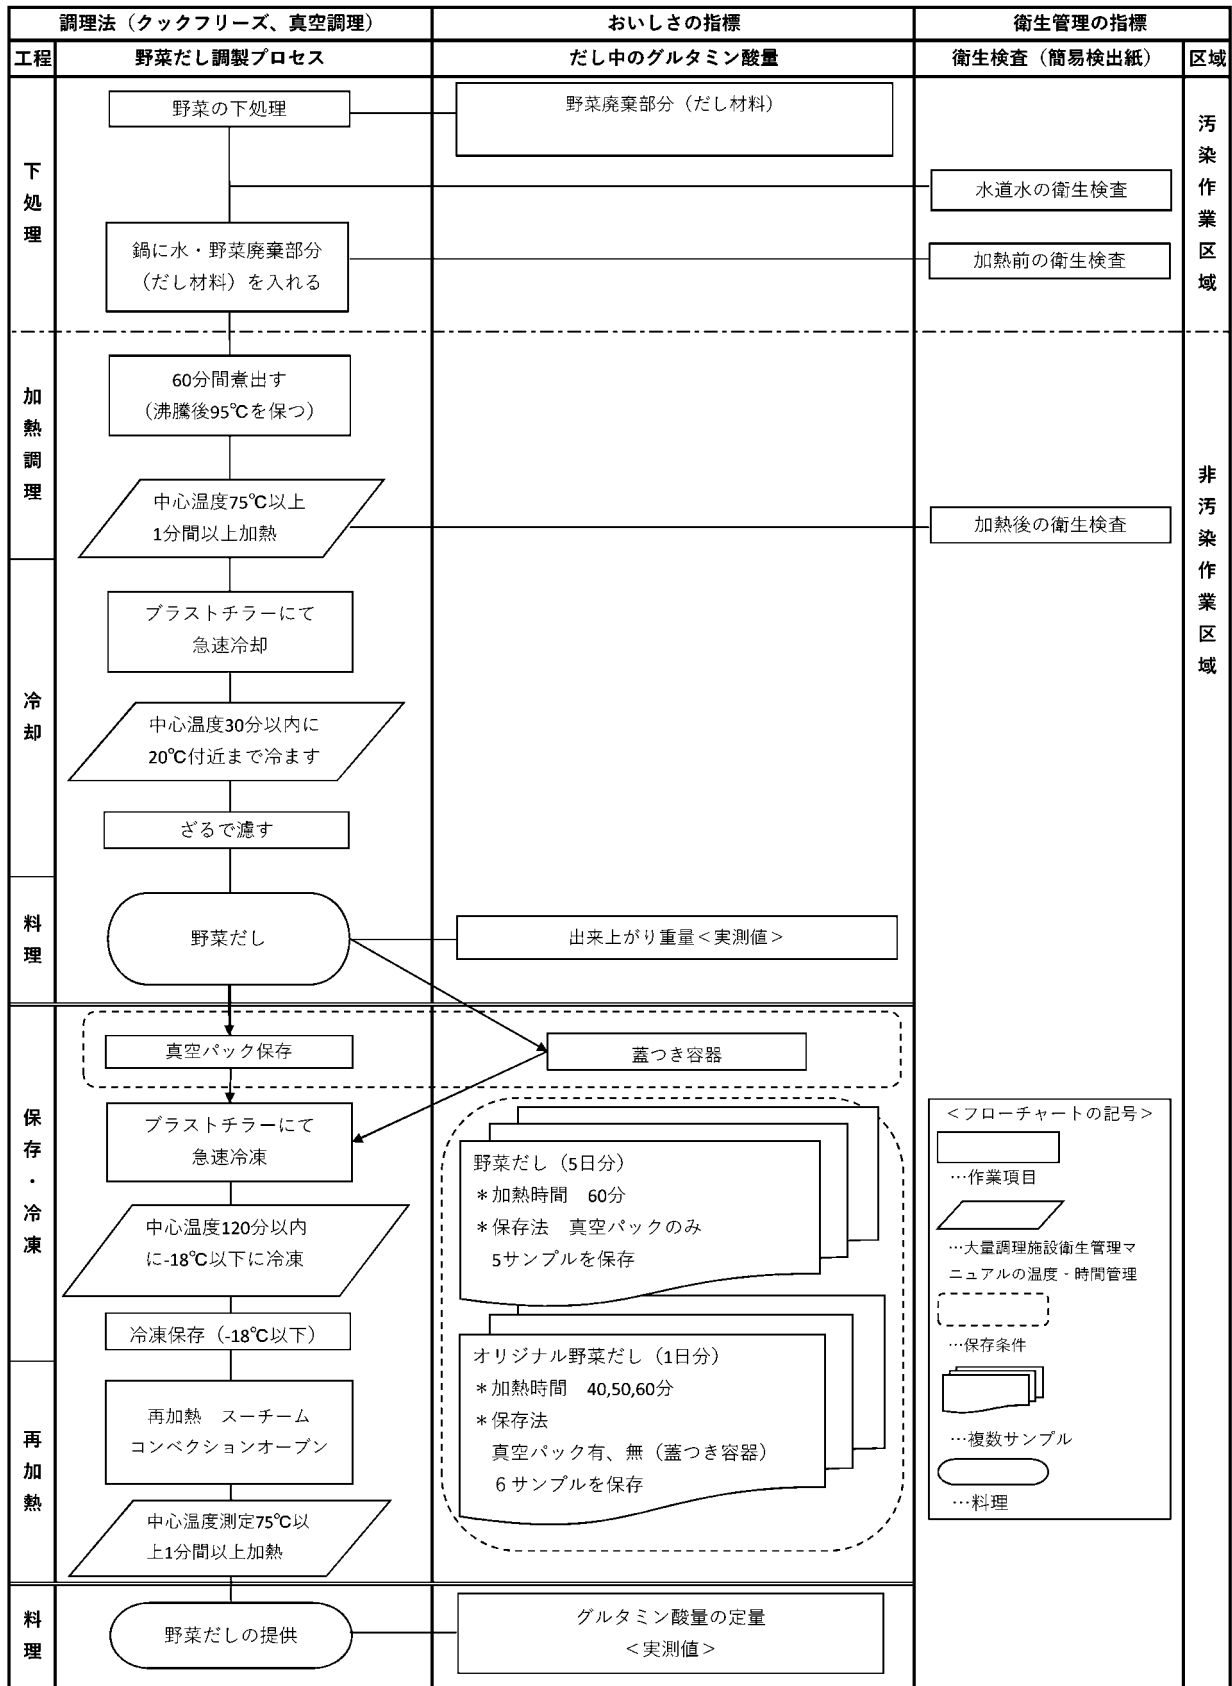 調理法（クックフリーズ、真空調理）
おいしさの指標
衛生管理の指標
工程
野菜だし調製プロセス
だし中のグルタミン酸量
衛生検査（簡易検出紙）
区域
下処理
野菜の下処理
野菜廃棄部分（だし材料）
汚染作業区域
水道水の衛生検査
鍋に水・野菜廃棄部分
（だし材料）を入れる
加熱前の衛生検査
加熱調理
60分間煮出す
（沸騰後95℃を保つ）
非汚染作業区域
中心温度75℃以上
1分間以上加熱
加熱後の衛生検査
冷却
ブラストチラーにて
急速冷却
中心温度30分以内に
20℃付近まで冷ます
ざるで濾す
料理
野菜だし
出来上がり重量＜実測値＞
保存・冷凍
真空パック保存
蓋つき容器
ブラストチラーにて
急速冷凍
中心温度120分以内
に-18℃以下に冷凍
冷凍保存（-18℃以下）
野菜だし（5日分）
＊加熱時間　60分
＊保存法　真空パックのみ
5サンプルを保存
オリジナル野菜だし（1日分）
＊加熱時間　40,50,60分
＊保存法
真空パック有、無（蓋つき容器）
６サンプルを保存
＜フローチャートの記号＞
…作業項目
…大量調理施設衛生管理マ
ニュアルの温度・時間管理
…保存条件
…複数サンプル
…料理
再加熱
再加熱　スーチーム
コンベクションオーブン
中心温度測定75℃以
上1分間以上加熱
料理
野菜だしの提供
グルタミン酸量の定量
＜実測値＞